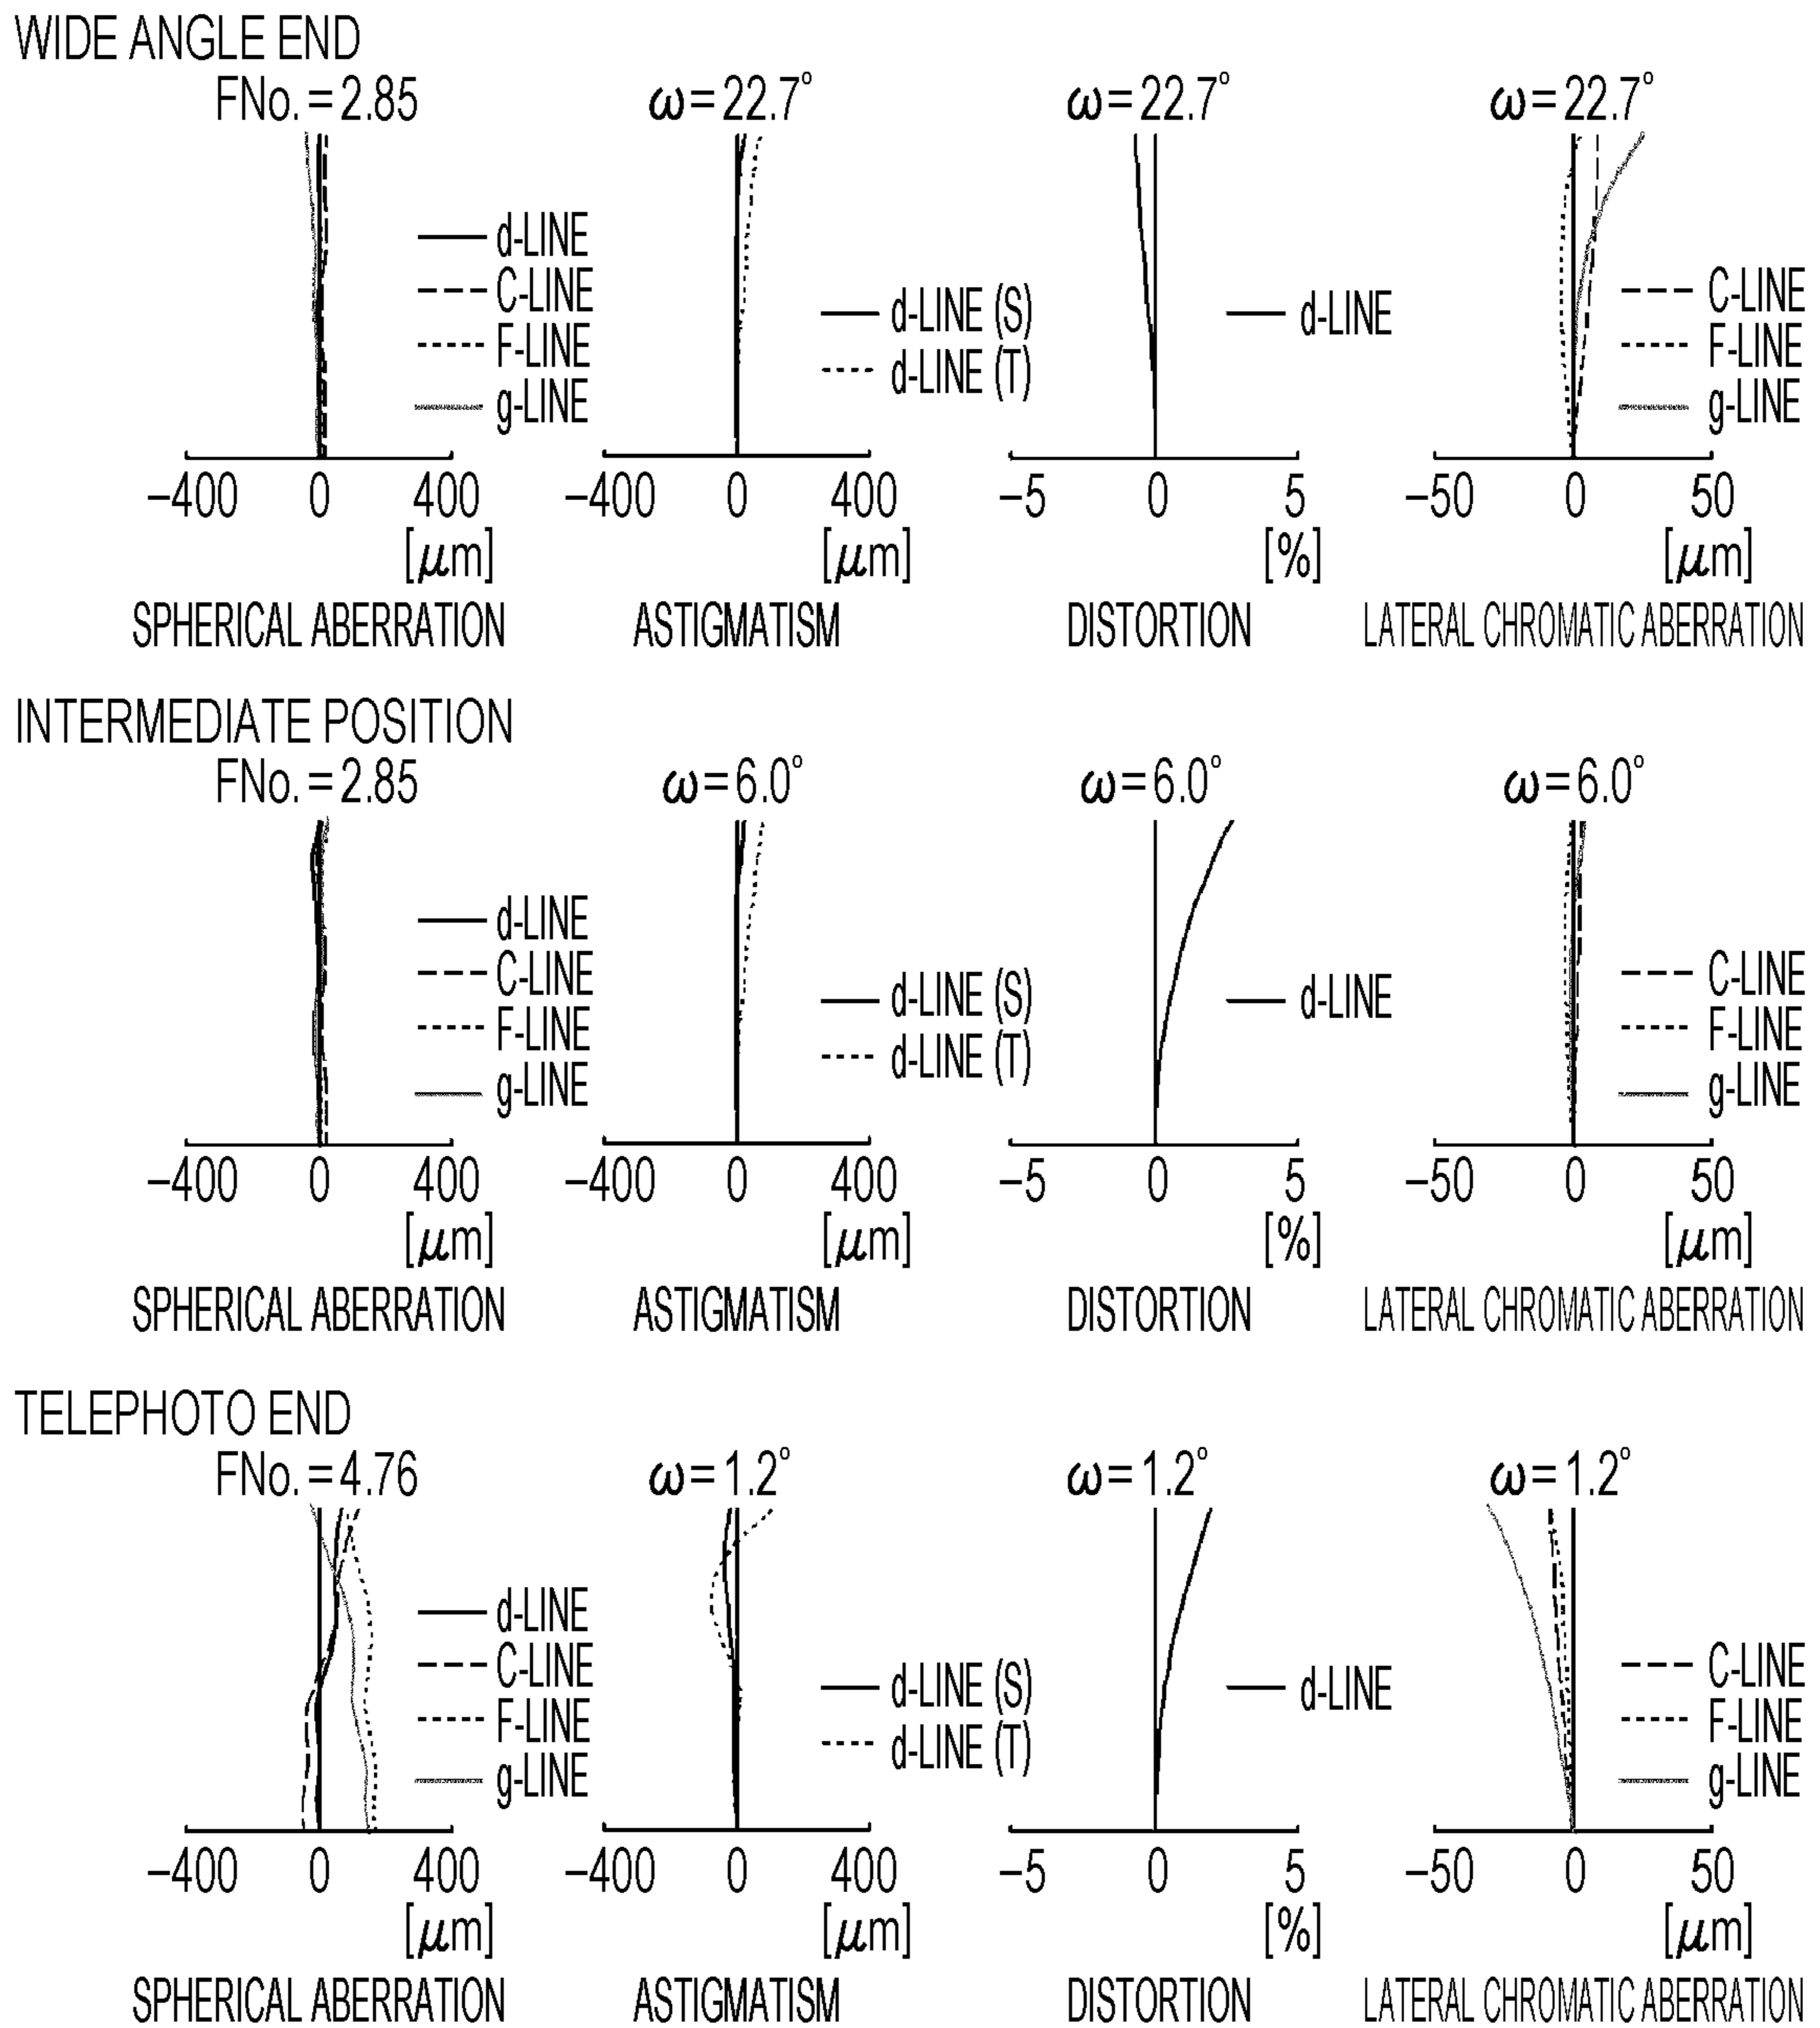 WIDE ANGLE END
FNo. = 2.85
ω=22.7°
ω=22.7°
ω=22.7°
d-LINE
C-LINE
F-LINE
g-LINE
d-LINE (S)
d-LINE (T)
d-LINE
C-LINE
F-LINE
g-LINE
−400 0 400
−400 0 400
−5 0 5
−50 0 50
[μm]
[μm]
[%]
[μm]
SPHERICAL ABERRATION
ASTIGMATISM
DISTORTION
LATERAL CHROMATIC ABERRATION
INTERMEDIATE POSITION
FNo. = 2.85
ω=6.0°
ω=6.0°
ω=6.0°
d-LINE
C-LINE
F-LINE
g-LINE
d-LINE (S)
d-LINE (T)
d-LINE
C-LINE
F-LINE
g-LINE
−400 0 400
−400 0 400
−5 0 5
−50 0 50
[μm]
[μm]
[%]
[μm]
SPHERICAL ABERRATION
ASTIGMATISM
DISTORTION
LATERAL CHROMATIC ABERRATION
TELEPHOTO END
FNo. = 4.76
ω=1.2°
ω=1.2°
ω=1.2°
d-LINE
C-LINE
F-LINE
g-LINE
d-LINE (S)
d-LINE (T)
d-LINE
C-LINE
F-LINE
g-LINE
−400 0 400
−400 0 400
−5 0 5
−50 0 50
[μm]
[μm]
[%]
[μm]
SPHERICAL ABERRATION
ASTIGMATISM
DISTORTION
LATERAL CHROMATIC ABERRATION